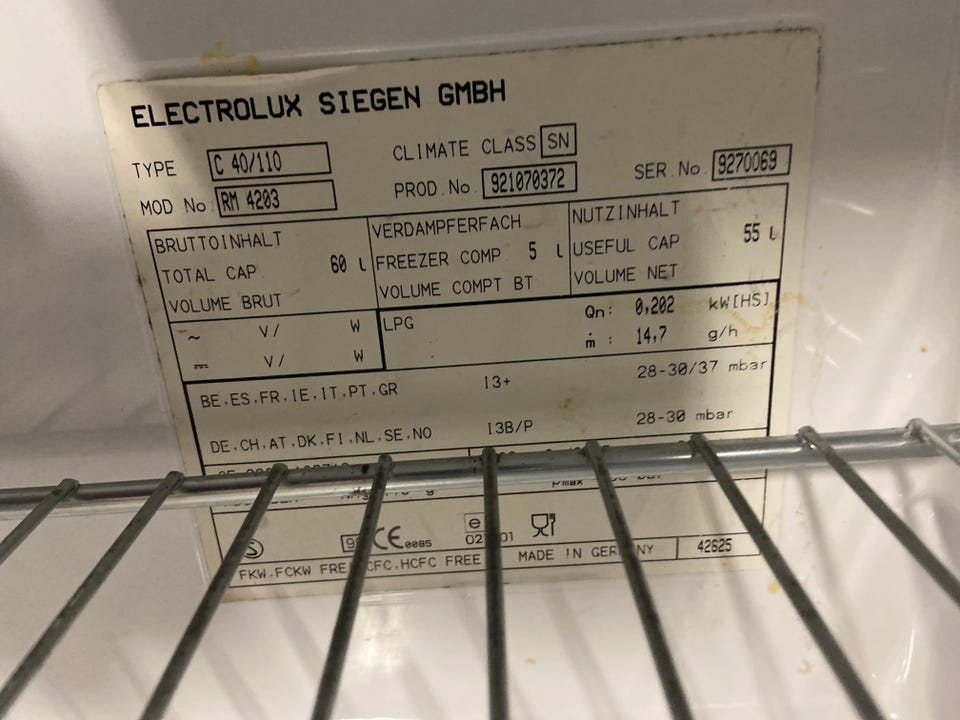 ELECTROLUX SIEGEN GMBH
TYPE C 40/110 CLIMATE CLASS SN
MOD No. RM 4203 PROD.No. 921070372 SER.No. 9270069
BRUTTOINHALT
TOTAL CAP 60 l
VOLUME BRUT
VERDAMPFERFACH
FREEZER COMP 5 l
VOLUME COMPT BT
NUTZINHALT
USEFUL CAP 55 l
VOLUME NET
~ V/ W
⎓ V/ W
LPG
Qn: 0,202 kW[HS]
ṁ : 14,7 g/h
BE,ES,FR,IE,IT,PT,GR I3+ 28-30/37 mbar
DE,CH,AT,DK,FI,NL,SE,NO I3B/P 28-30 mbar
CE 0085
e
MADE IN GERMANY 42625
FKW,FCKW HCFC FREE